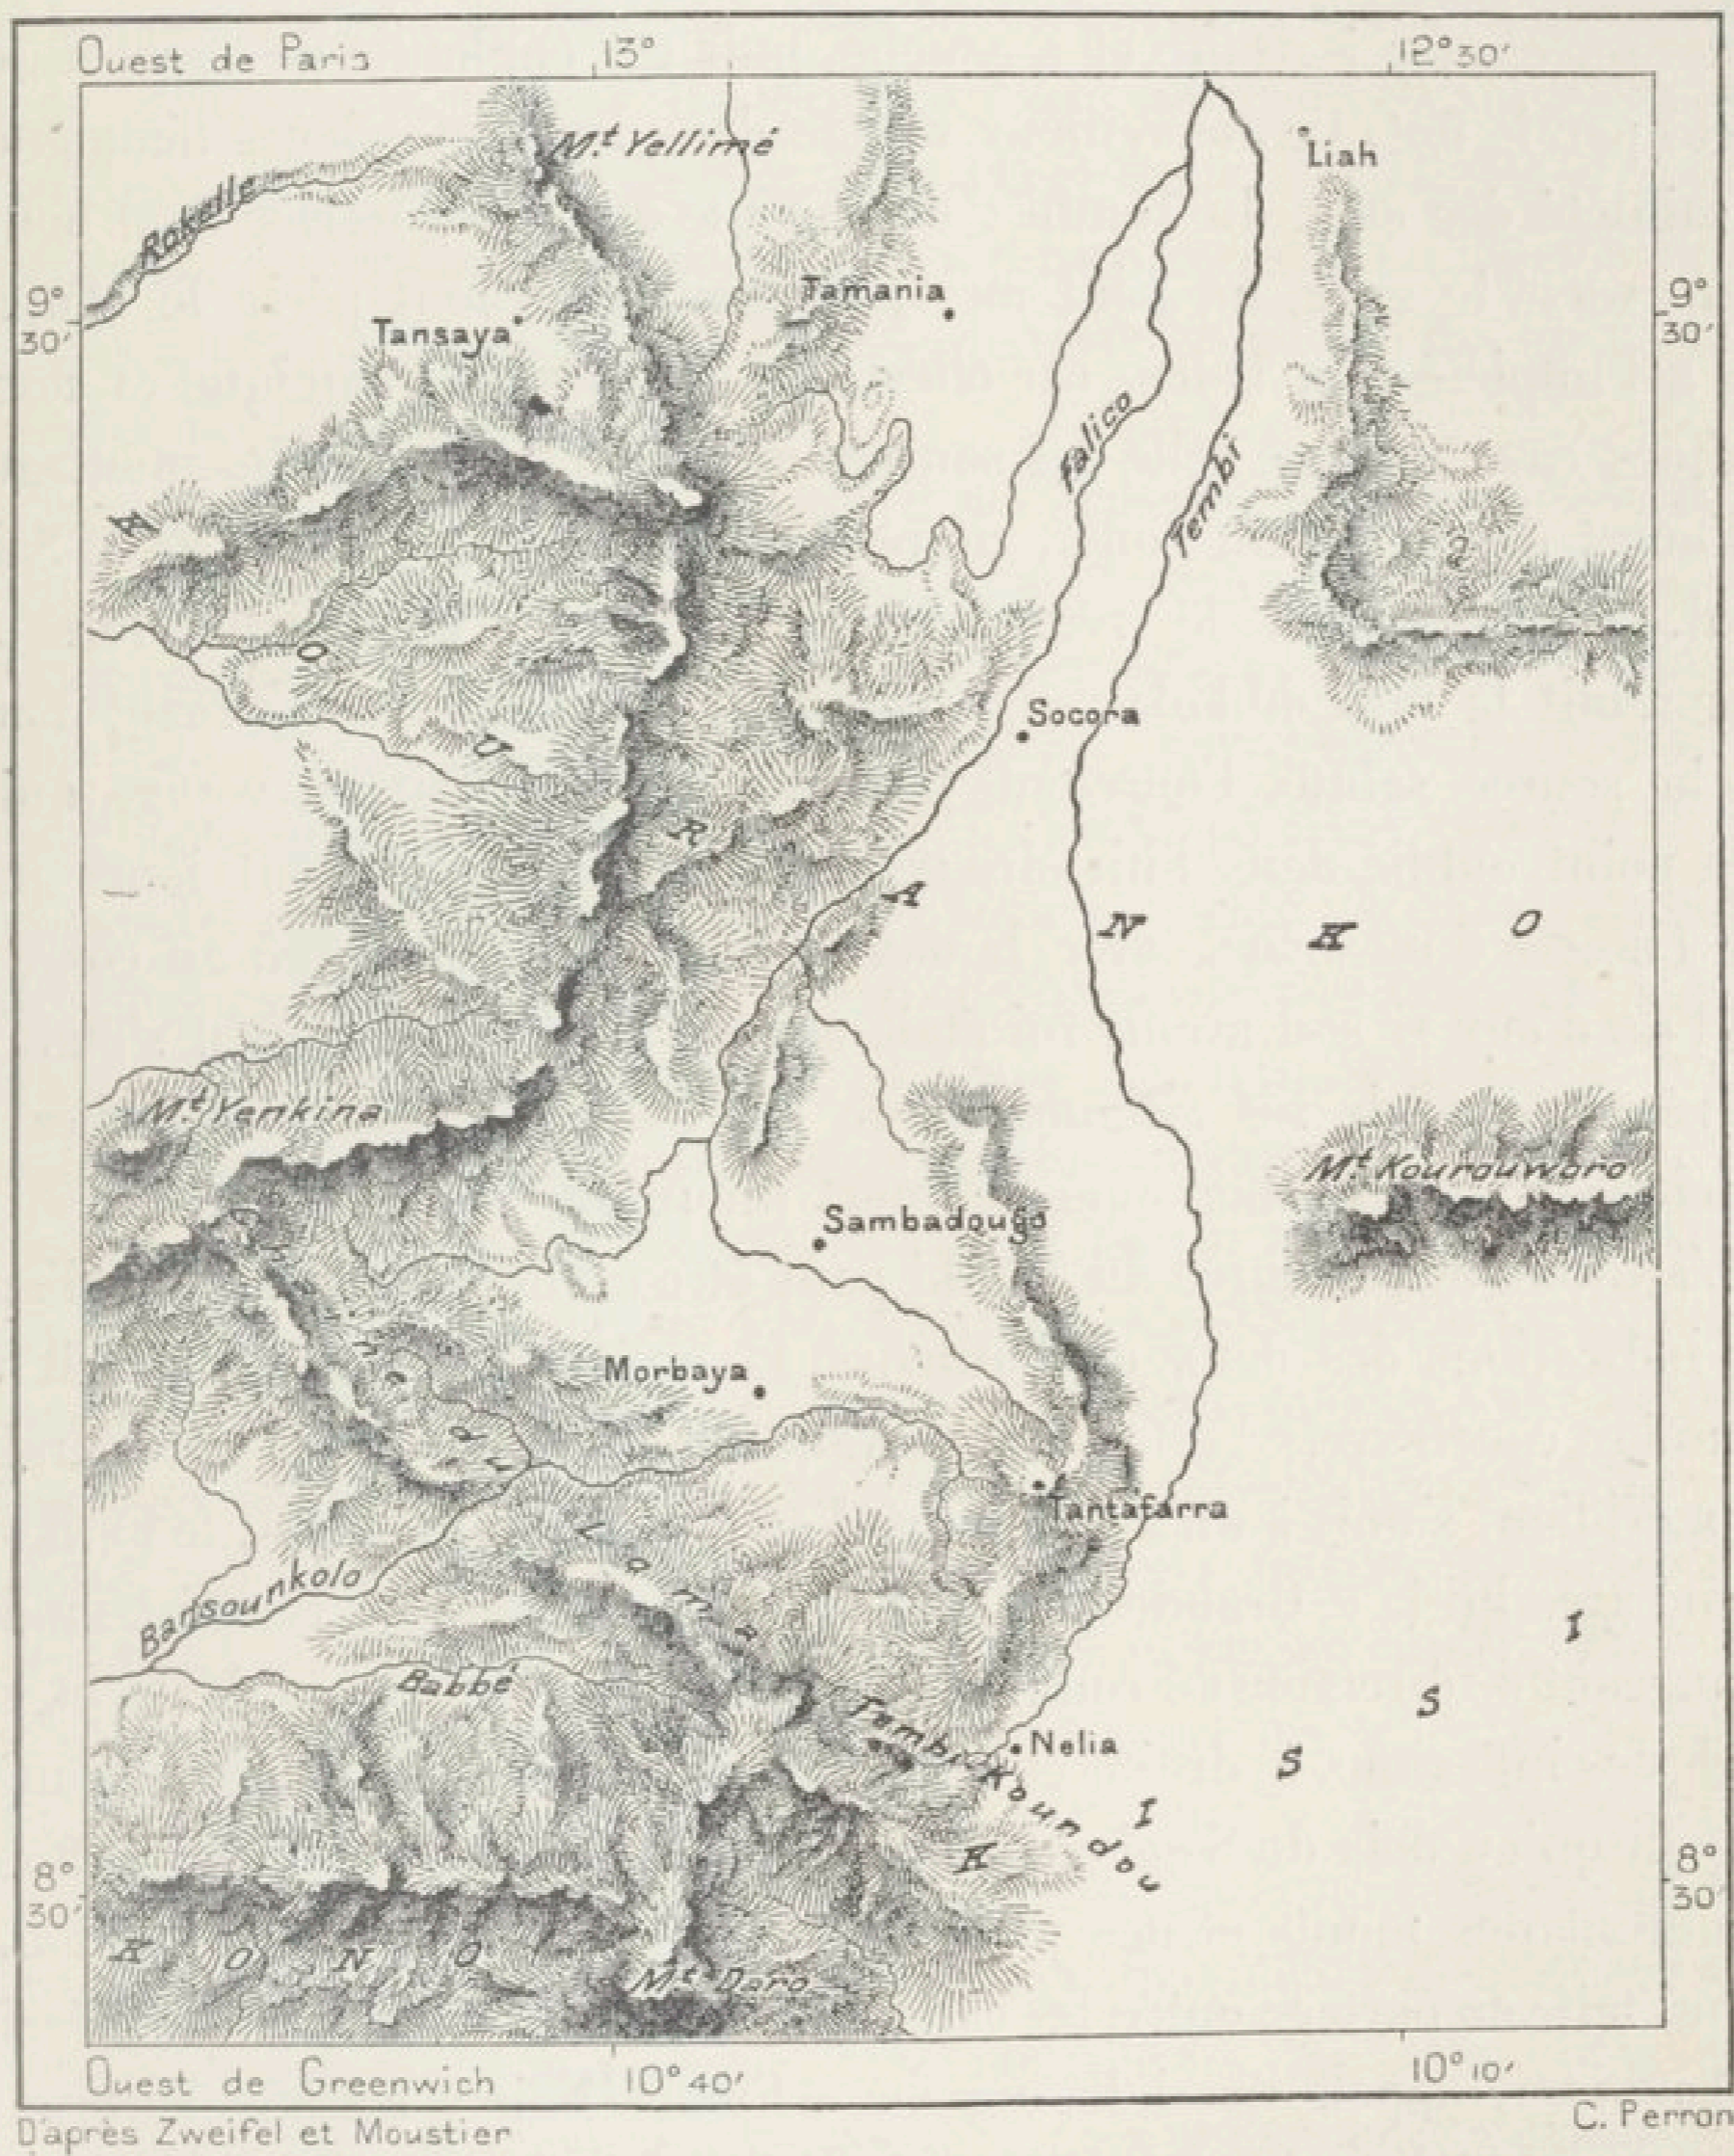 Ouest de Paris 13° 12°30'
Mt. Yellimé
Liah
Rokelle
9°
30'
9°
30'
Tamania
Tansaya
Falico
Tembi
Socora
K O U R A N K O
Mt. Yenkina
Mt. Kourouworo
Sambadougo
Morbaya
Tantafarra
Loma
Bansounkolo
Babbé
Tembi Koundou
Nelia
K I S S I
8°
30'
8°
30'
K O N O
Mt. Daro
Ouest de Greenwich 10°40' 10°10'
D'après Zweifel et Moustier
C. Perron